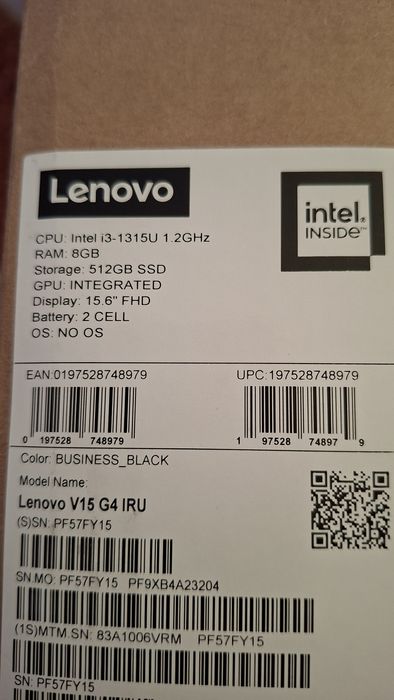 Lenovo
intel.
INSIDE™
CPU: Intel i3-1315U 1.2GHz
RAM: 8GB
Storage: 512GB SSD
GPU: INTEGRATED
Display: 15.6" FHD
Battery: 2 CELL
OS: NO OS
EAN:0197528748979
UPC:197528748979
0 197528 748979
1 97528 74897 9
Color: BUSINESS_BLACK
Model Name:
Lenovo V15 G4 IRU
(S)SN: PF57FY15
SN.MO: PF57FY15 PF9XB4A23204
(1S)MTM.SN: 83A1006VRM PF57FY15
SN: PF57FY15